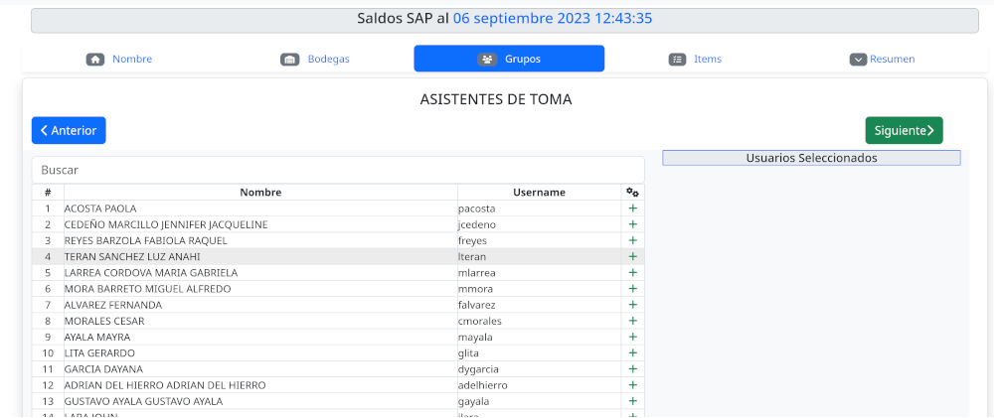 Saldos SAP al 06 septiembre 2023 12:43:35
Nombre Bodegas Grupos Items Resumen
ASISTENTES DE TOMA
Anterior Siguiente
Buscar
Usuarios Seleccionados
# Nombre Username
1 ACOSTA PAOLA pacosta
2 CEDEÑO MARCILLO JENNIFER JACQUELINE jcedeno
3 REYES BARZOLA FABIOLA RAQUEL freyes
4 TERAN SANCHEZ LUZ ANAHI lteran
5 LARREA CORDOVA MARIA GABRIELA mlarrea
6 MORA BARRETO MIGUEL ALFREDO mmora
7 ALVAREZ FERNANDA falvarez
8 MORALES CESAR cmorales
9 AYALA MAYRA mayala
10 LITA GERARDO glita
11 GARCIA DAYANA dygarcia
12 ADRIAN DEL HIERRO ADRIAN DEL HIERRO adelhierro
13 GUSTAVO AYALA GUSTAVO AYALA gayala
14 LARA JOHN